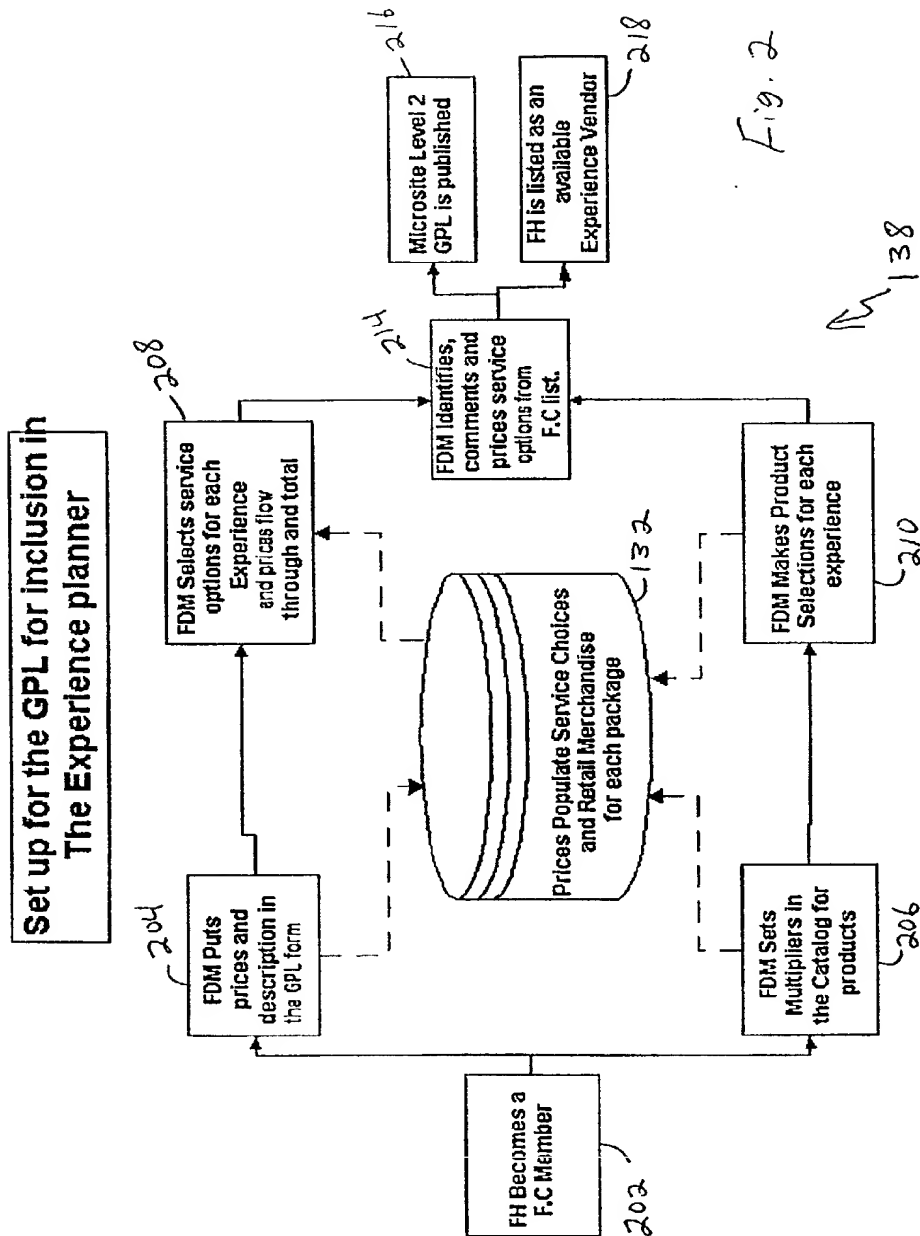 Set up for the GPL for inclusion in
The Experience planner
202
FH Becomes a
F.C Member
204
FDM Puts
prices and
description in
the GPL form
206
FDM Sets
Multipliers in
the Catalog for
products
208
FDM Selects service
options for each
Experience
and prices flow
through and total
132
Prices Populate Service Choices
and Retail Merchandise
for each package
210
FDM Makes Product
Selections for each
experience
214
FDM Identifies,
comments and
prices service
options from
F.C list.
216
Microsite Level 2
GPL is published
218
FH is listed as an
available
Experience Vendor
138
Fig. 2